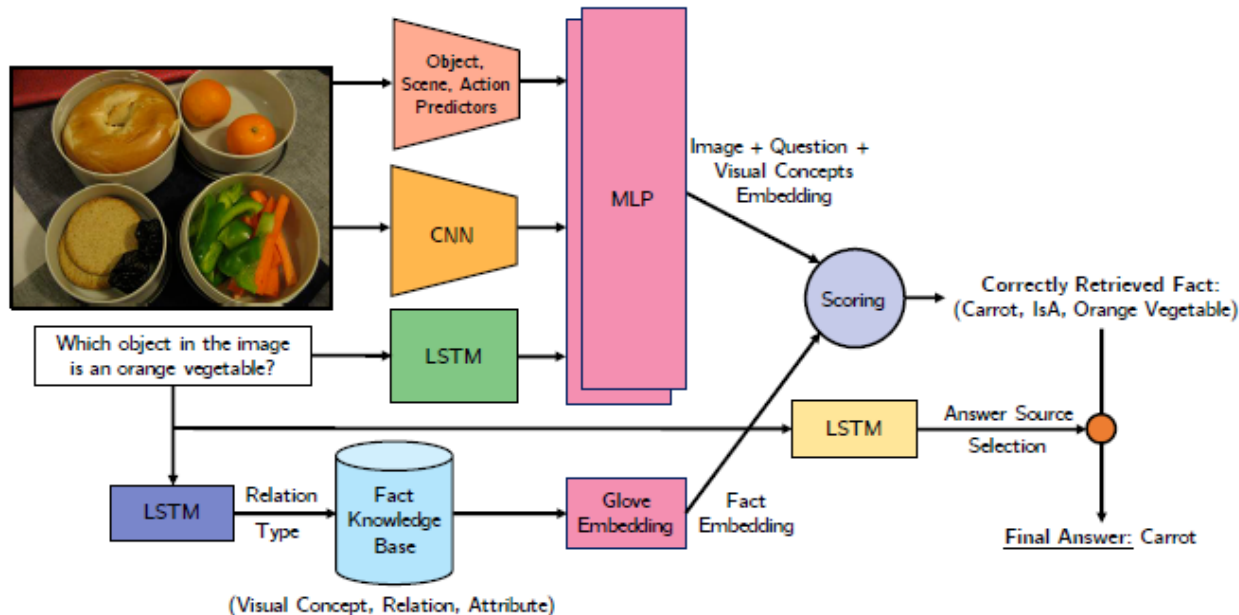 Object,
Scene, Action
Predictors
CNN
LSTM
MLP
Image + Question +
Visual Concepts
Embedding
Scoring
Correctly Retrieved Fact:
(Carrot, IsA, Orange Vegetable)
Which object in the image
is an orange vegetable?
LSTM
Answer Source
Selection
LSTM
Relation
Type
Fact
Knowledge
Base
Glove
Embedding
Fact
Embedding
Final Answer: Carrot
(Visual Concept, Relation, Attribute)